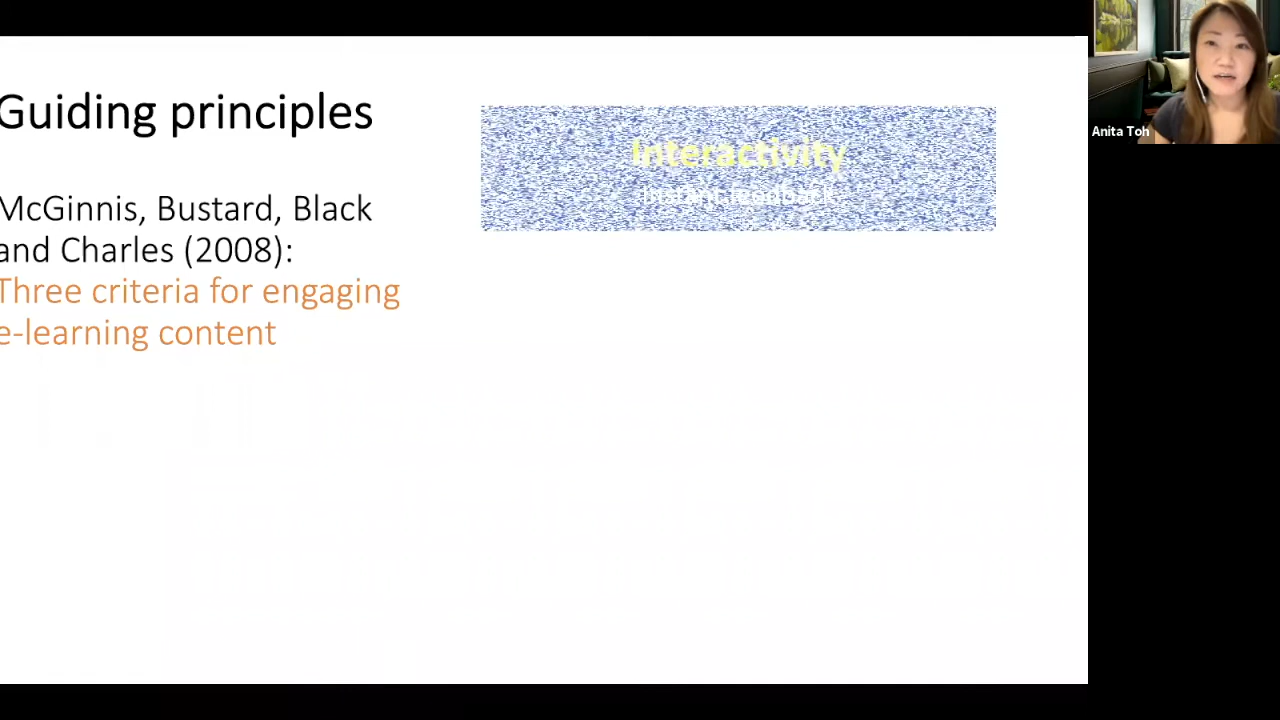 Guiding principles
McGinnis, Bustard, Black
and Charles (2008):
Three criteria for engaging
e-learning content
Interactivity
Instant feedback
Anita Toh